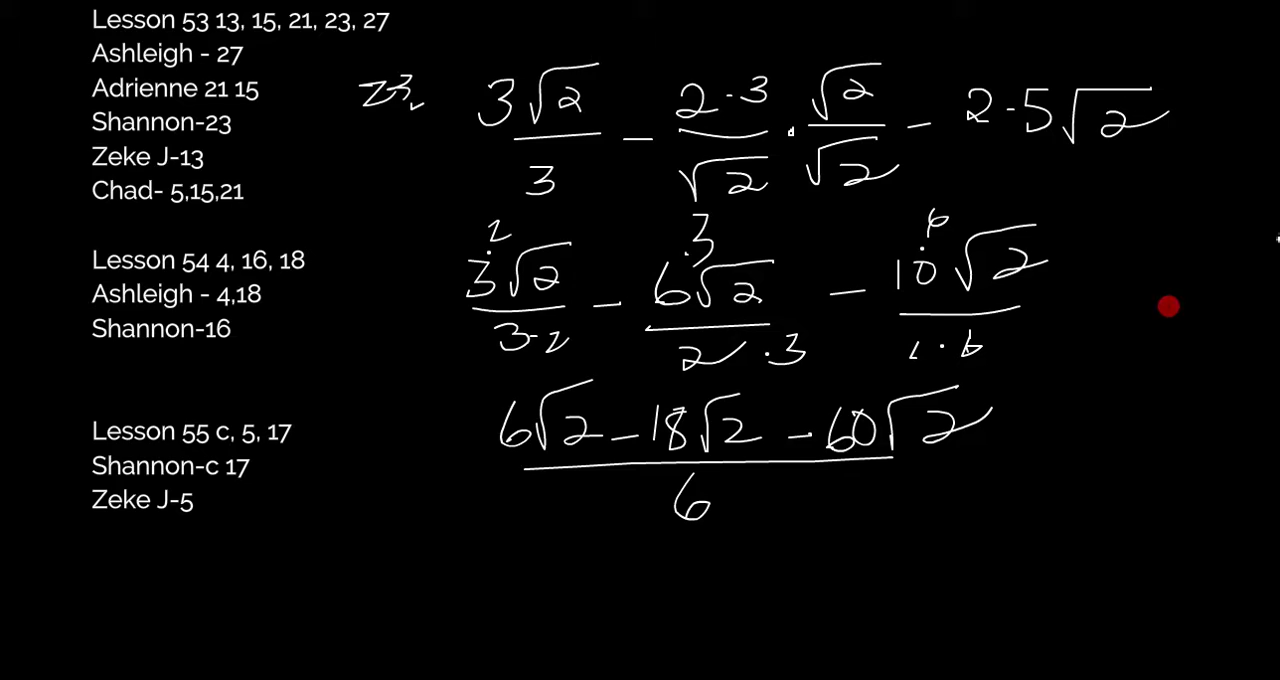 Lesson 53 13, 15, 21, 23, 27
Ashleigh - 27
Adrienne 21 15
Shannon-23
Zeke J-13
Chad- 5,15,21
Lesson 54 4, 16, 18
Ashleigh - 4,18
Shannon-16
Lesson 55 c, 5, 17
Shannon-c 17
Zeke J-5
3√2/3 - 2·3/√2 · √2/√2 - 2·5√2
2·3√2/3·2 - 3·6√2/2·3 - 6·10√2/1·6
6√2 - 18√2 - 60√2 / 6